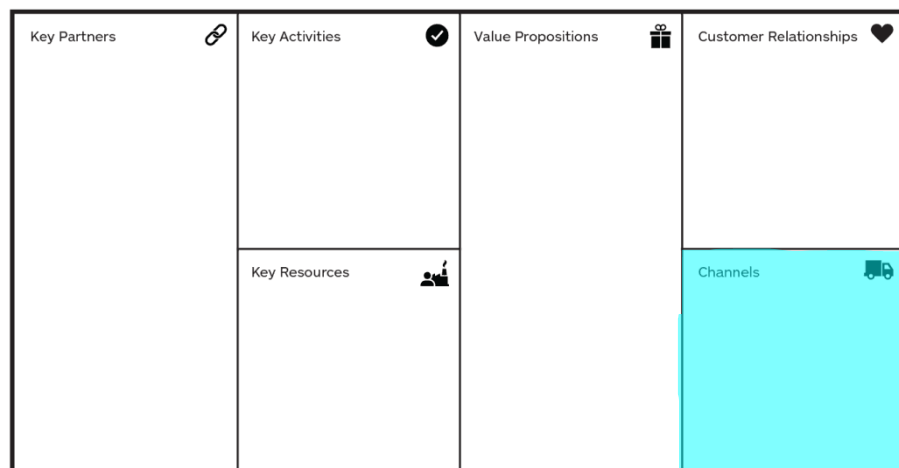 Key Partners
Key Activities
Value Propositions
Customer Relationships
Key Resources
Channels